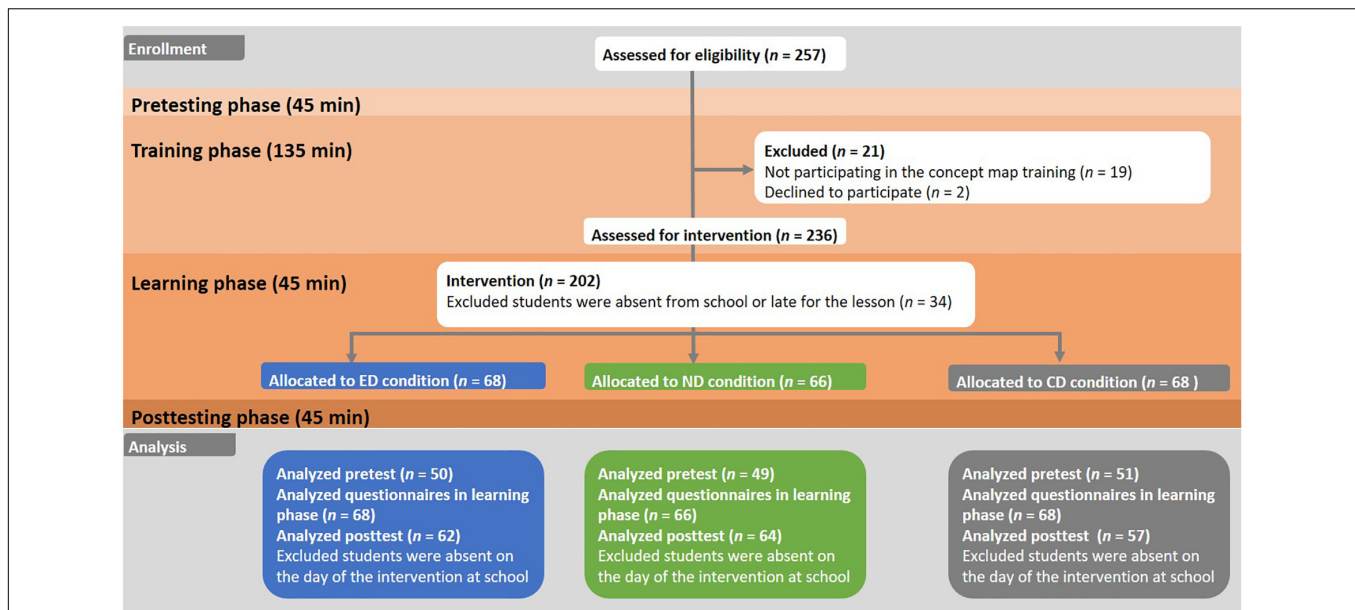 Enrollment
Assessed for eligibility (n = 257)
Pretesting phase (45 min)
Training phase (135 min)
Excluded (n = 21)
Not participating in the concept map training (n = 19)
Declined to participate (n = 2)
Assessed for intervention (n = 236)
Learning phase (45 min)
Intervention (n = 202)
Excluded students were absent from school or late for the lesson (n = 34)
Allocated to ED condition (n = 68)
Allocated to ND condition (n = 66)
Allocated to CD condition (n = 68 )
Posttesting phase (45 min)
Analysis
Analyzed pretest (n = 50)
Analyzed questionnaires in learning
phase (n = 68)
Analyzed posttest (n = 62)
Excluded students were absent on
the day of the intervention at school
Analyzed pretest (n = 49)
Analyzed questionnaires in learning
phase (n = 66)
Analyzed posttest (n = 64)
Excluded students were absent on
the day of the intervention at school
Analyzed pretest (n = 51)
Analyzed questionnaires in learning
phase (n = 68)
Analyzed posttest (n = 57)
Excluded students were absent on
the day of the intervention at school